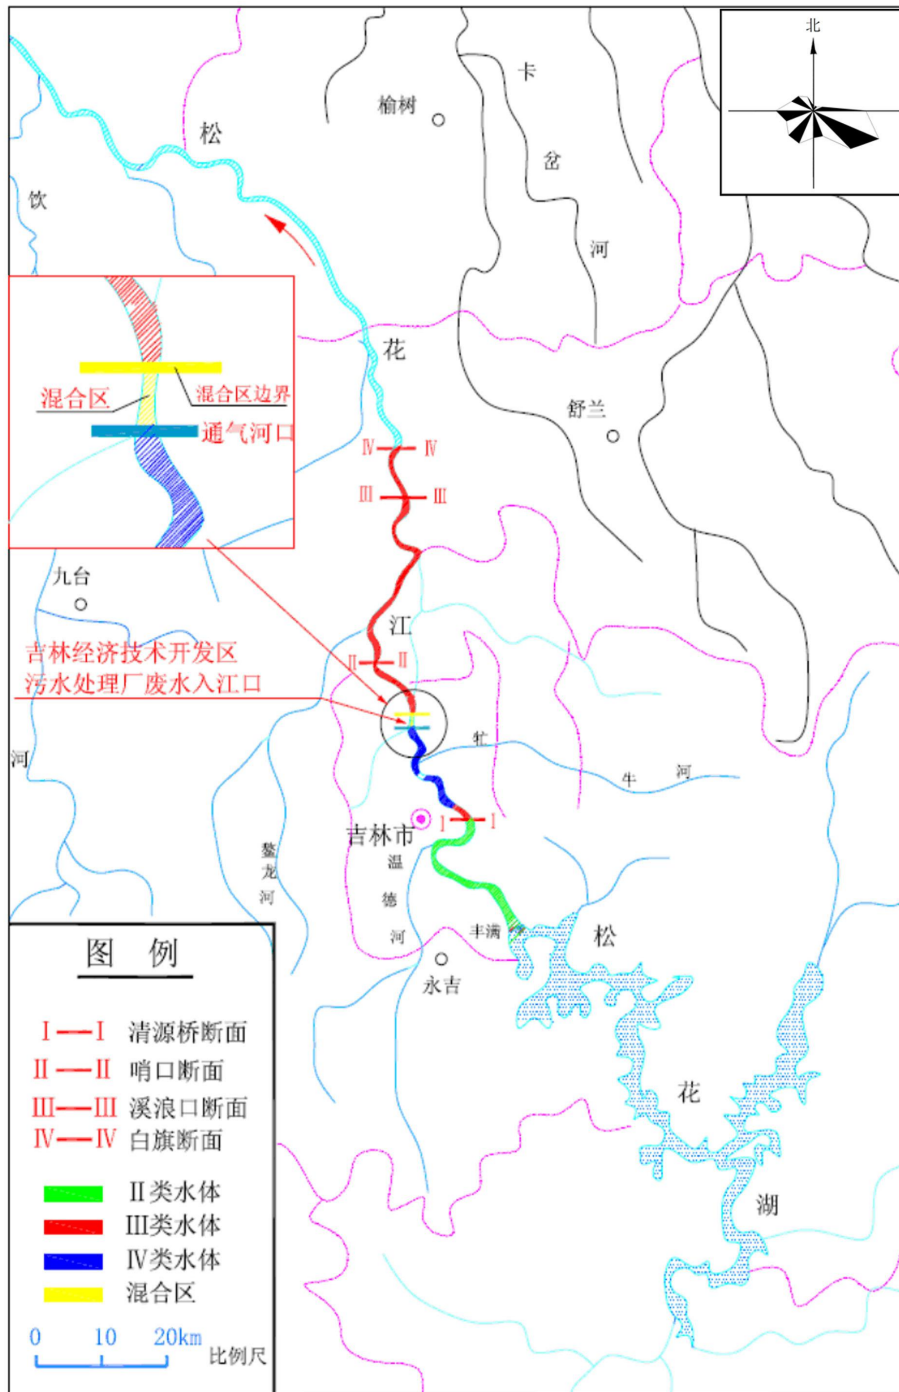 北
卡
榆树
松
岔
饮
河
花
混合区
混合区边界
通气河口
舒兰
IV IV
III III
九台
江
吉林经济技术开发区
II II
污水处理厂废水入江口
牤
河
牛 河
I I
吉林市
鳌
龙
河
温
德
河
丰满
松
永吉
图 例
I I 清源桥断面
II II 哨口断面
III III 溪浪口断面
IV IV 白旗断面
花
II类水体
III类水体
湖
IV类水体
混合区
0 10 20km
比例尺